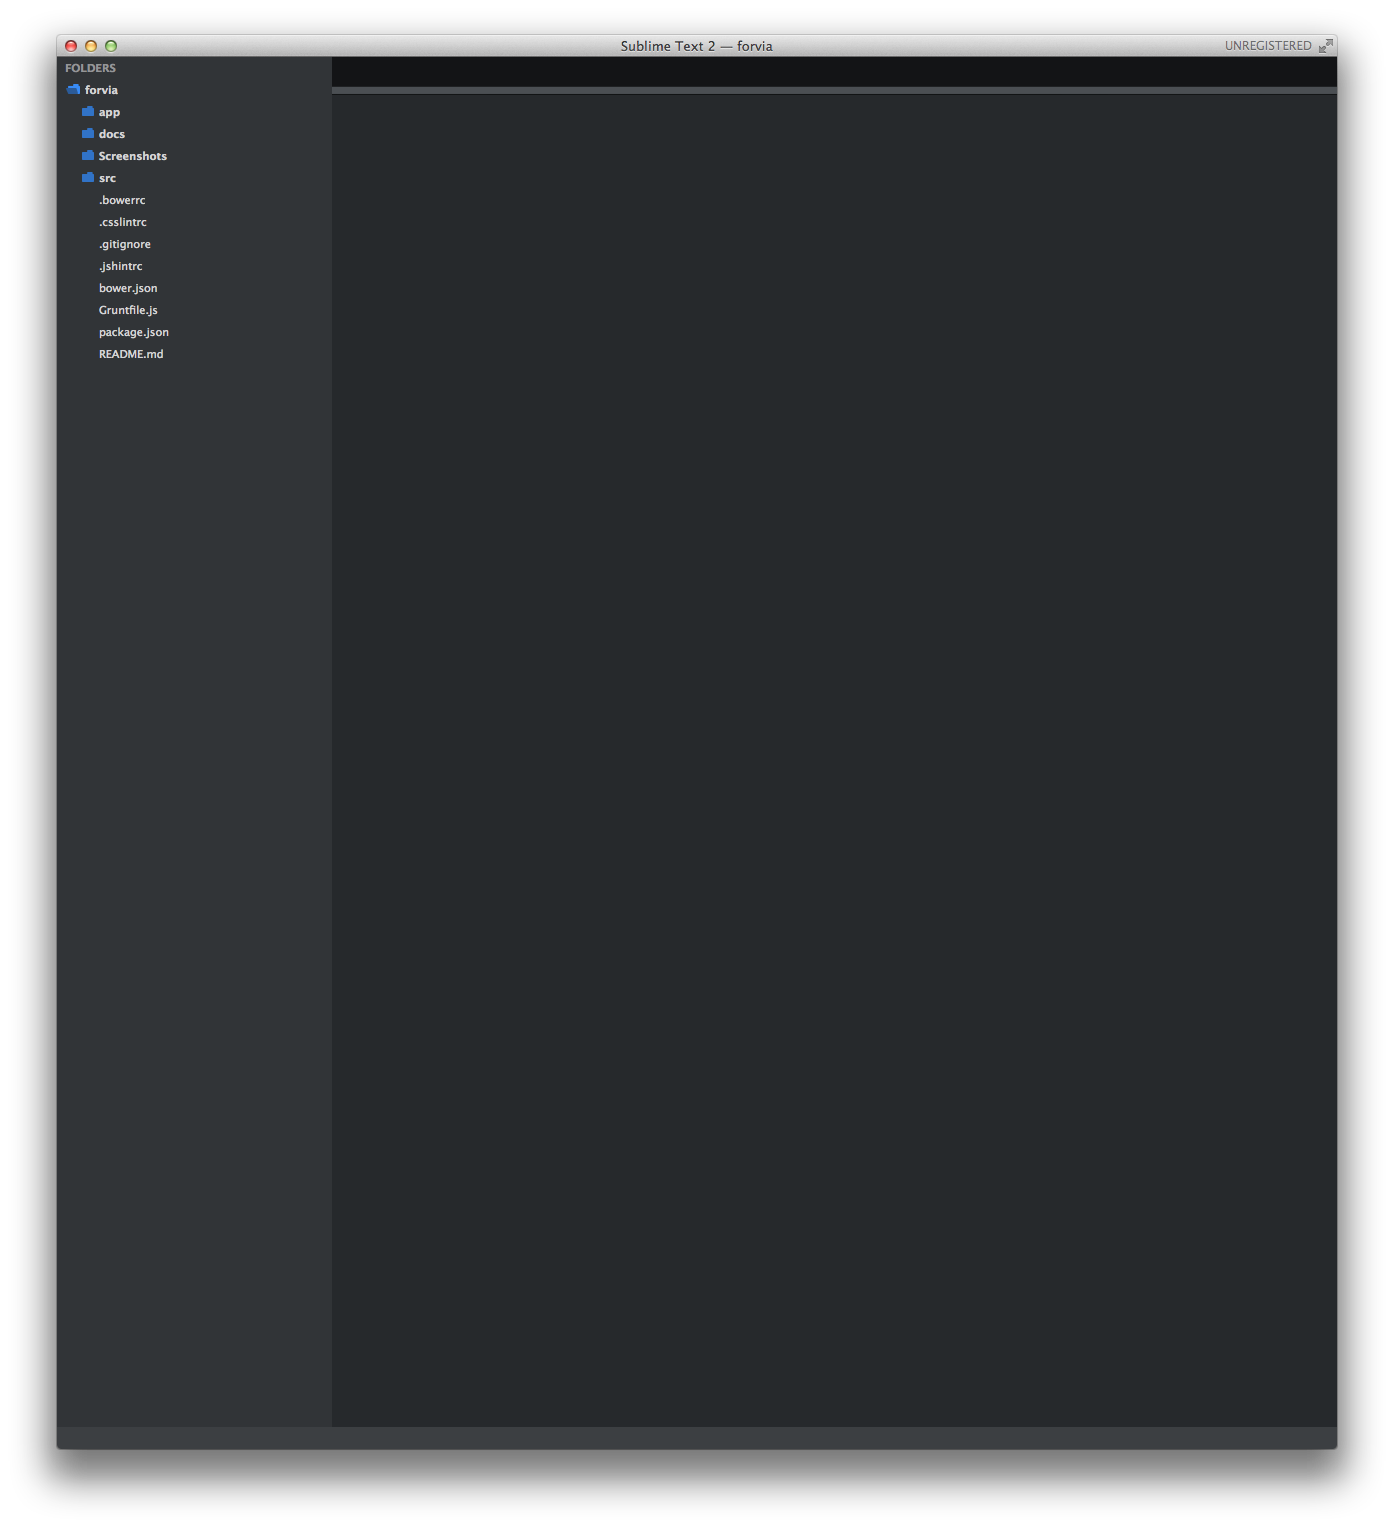 Sublime Text 2 — forvia
UNREGISTERED
FOLDERS
forvia
app
docs
Screenshots
src
.bowerrc
.csslintrc
.gitignore
.jshintrc
bower.json
Gruntfile.js
package.json
README.md